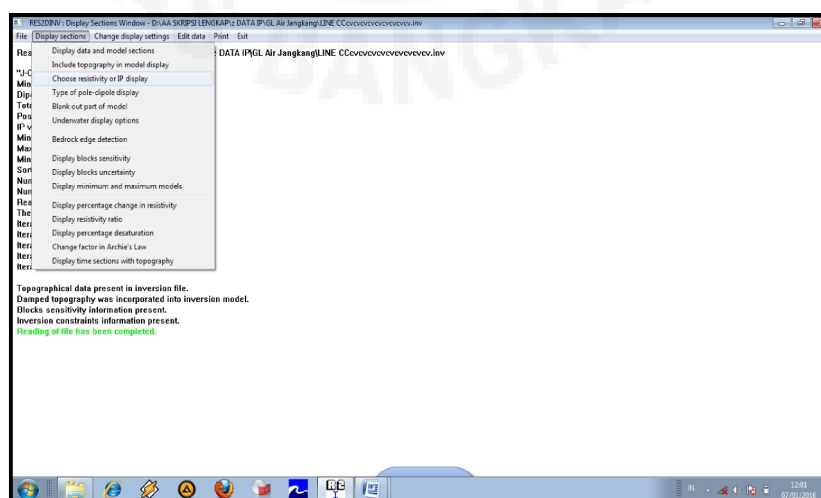 RES2DINV : Display Sections Window - D:\AA SKRIPSI LENGKAP\z DATA IP\GL Air Jangkang\LINE CCcvcvcvcvcvcvcvcv.inv
File Display sections Change display settings Edit data Print Exit
Rea DATA IP\GL Air Jangkang\LINE CCcvcvcvcvcvcvcvcv.inv
Display data and model sections
Include topography in model display
Choose resistivity or IP display
Type of pole-dipole display
Blank out part of model
Underwater display options
Bedrock edge detection
Display blocks sensitivity
Display blocks uncertainty
Display minimum and maximum models
Display percentage change in resistivity
Display resistivity ratio
Display percentage desaturation
Change factor in Archie's Law
Display time sections with topography
Topographical data present in inversion file.
Damped topography was incorporated into inversion model.
Blocks sensitivity information present.
Inversion constraints information present.
Reading of file has been completed.
IN
12:01
07/01/2016